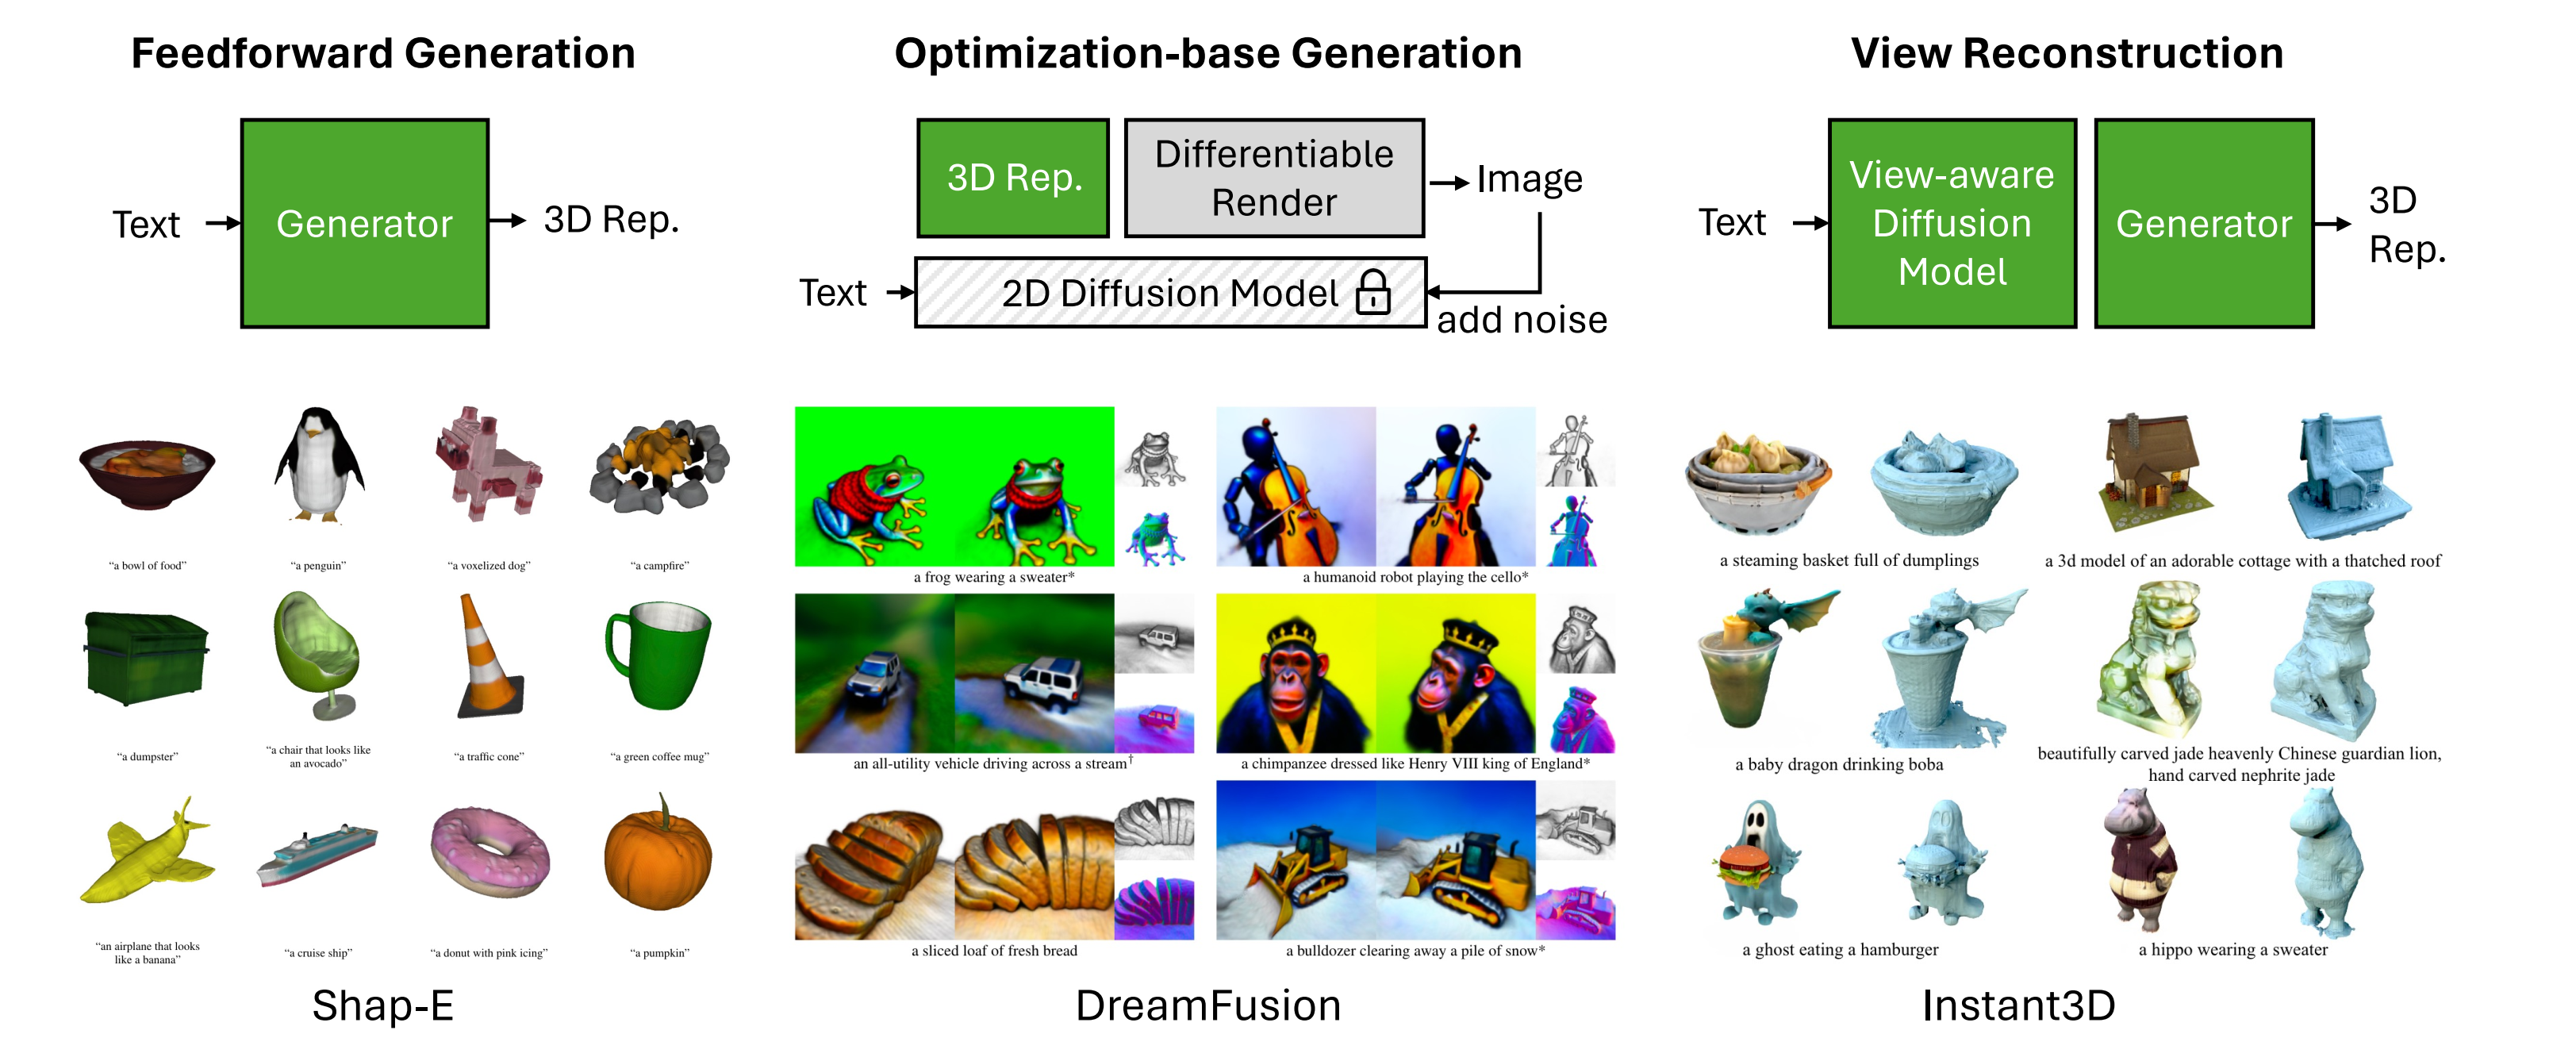 Feedforward Generation
Text
Generator
3D Rep.
“a bowl of food”
“a penguin”
“a voxelized dog”
“a campfire”
“a dumpster”
“a chair that looks like
an avocado”
“a traffic cone”
“a green coffee mug”
“an airplane that looks
like a banana”
“a cruise ship”
“a donut with pink icing”
“a pumpkin”
Shap-E
Optimization-base Generation
3D Rep.
Differentiable
Render
Image
Text
2D Diffusion Model
add noise
a frog wearing a sweater*
a humanoid robot playing the cello*
an all-utility vehicle driving across a stream†
a chimpanzee dressed like Henry VIII king of England*
a sliced loaf of fresh bread
a bulldozer clearing away a pile of snow*
DreamFusion
View Reconstruction
Text
View-aware
Diffusion
Model
Generator
3D
Rep.
a steaming basket full of dumplings
a 3d model of an adorable cottage with a thatched roof
a baby dragon drinking boba
beautifully carved jade heavenly Chinese guardian lion,
hand carved nephrite jade
a ghost eating a hamburger
a hippo wearing a sweater
Instant3D